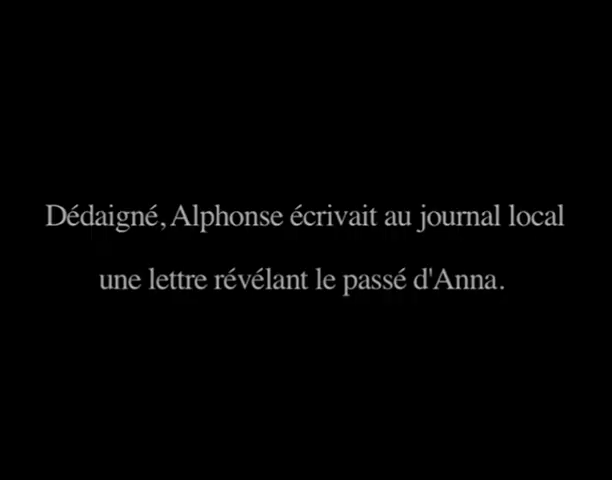 Dédaigné, Alphonse écrivait au journal local
une lettre révélant le passé d'Anna.